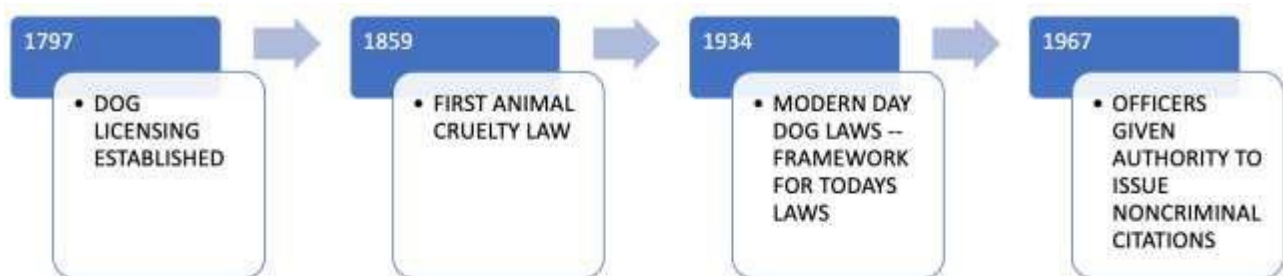 1797
• DOG
LICENSING
ESTABLISHED
1859
• FIRST ANIMAL
CRUELTY LAW
1934
• MODERN DAY
DOG LAWS --
FRAMEWORK
FOR TODAYS
LAWS
1967
• OFFICERS
GIVEN
AUTHORITY TO
ISSUE
NONCRIMINAL
CITATIONS